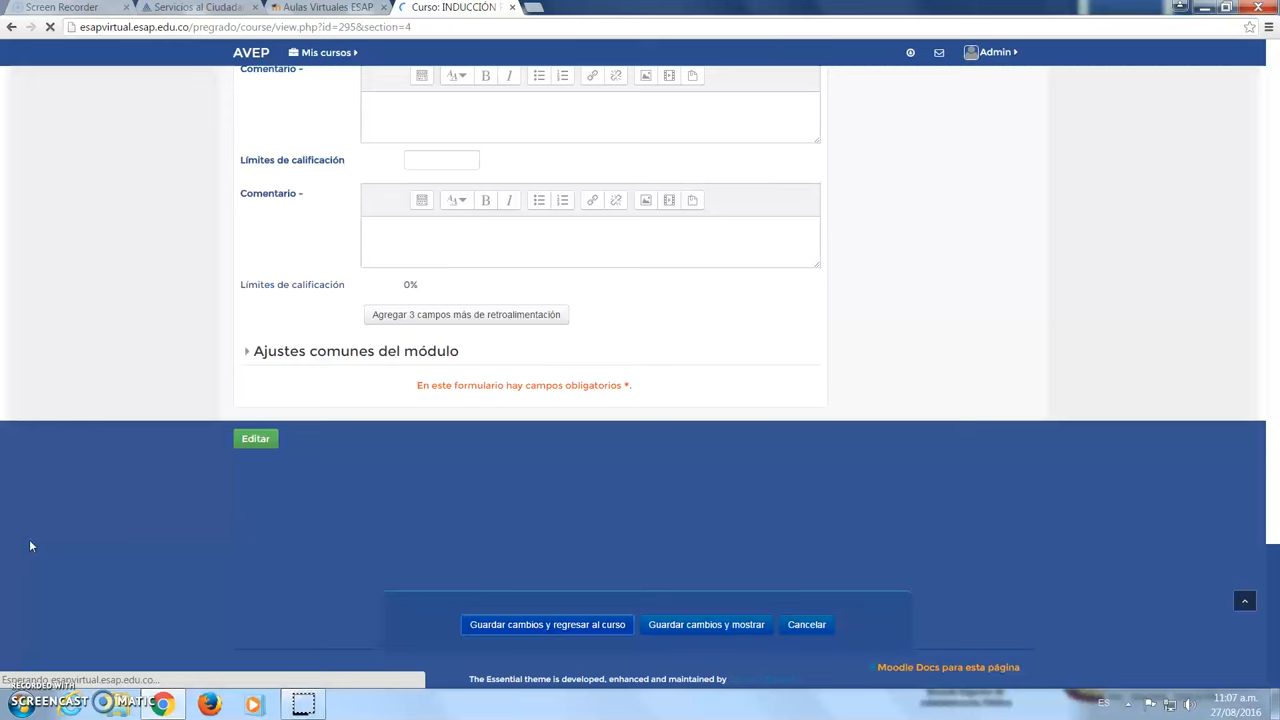 Screen Recorder
Servicios al Ciudada
Aulas Virtuales ESAP
Curso: INDUCCIÓN
esapvirtual.esap.edu.co/pregrado/course/view.php?id=295&section=4
AVEP
Mis cursos
Admin
Comentario -
Límites de calificación
Comentario -
Límites de calificación
0%
Agregar 3 campos más de retroalimentación
Ajustes comunes del módulo
En este formulario hay campos obligatorios *.
Editar
Guardar cambios y regresar al curso
Guardar cambios y mostrar
Cancelar
Moodle Docs para esta página
Esperando esapvirtual.esap.edu.co...
The Essential theme is developed, enhanced and maintained by
RECORDED WITH
SCREENCAST MATIC
ES
11:07 a.m.
27/08/2016